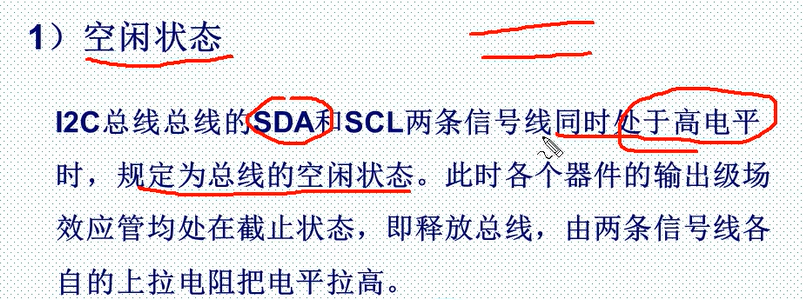 1）空闲状态
I2C总线总线的SDA和SCL两条信号线同时处于高电平
时，规定为总线的空闲状态。此时各个器件的输出级场
效应管均处在截止状态，即释放总线，由两条信号线各
自的上拉电阻把电平拉高。